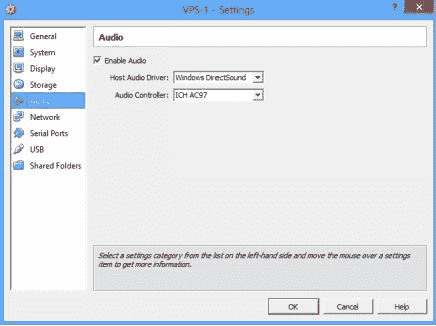 VPS-1 - Settings
?
General
System
Display
Storage
Audio
Network
Serial Ports
USB
Shared Folders
Audio
Enable Audio
Host Audio Driver: Windows DirectSound
Audio Controller: ICH AC97
Select a settings category from the list on the left-hand side and move the mouse over a settings
item to get more information.
OK Cancel Help